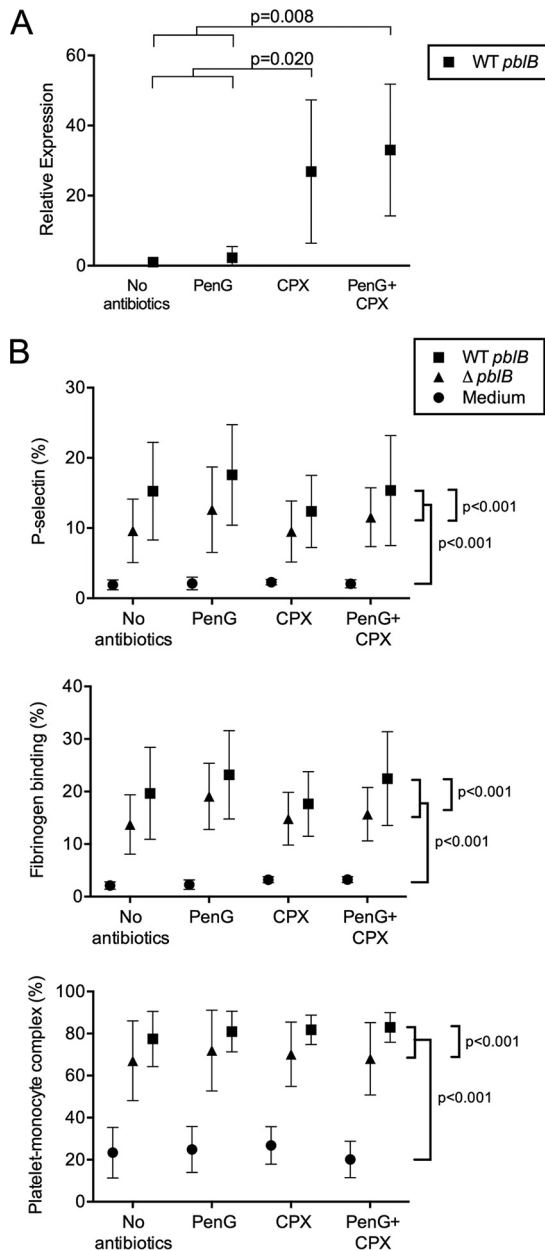 A
p=0.008
p=0.020
WT pblB
Relative Expression
60
40
20
0
No antibiotics
PenG
CPX
PenG+ CPX
B
WT pblB
Δ pblB
Medium
P-selectin (%)
30
20
10
0
p<0.001
p<0.001
No antibiotics
PenG
CPX
PenG+ CPX
Fibrinogen binding (%)
40
30
20
10
0
p<0.001
p<0.001
No antibiotics
PenG
CPX
PenG+ CPX
Platelet-monocyte complex (%)
100
80
60
40
20
0
p<0.001
p<0.001
No antibiotics
PenG
CPX
PenG+ CPX